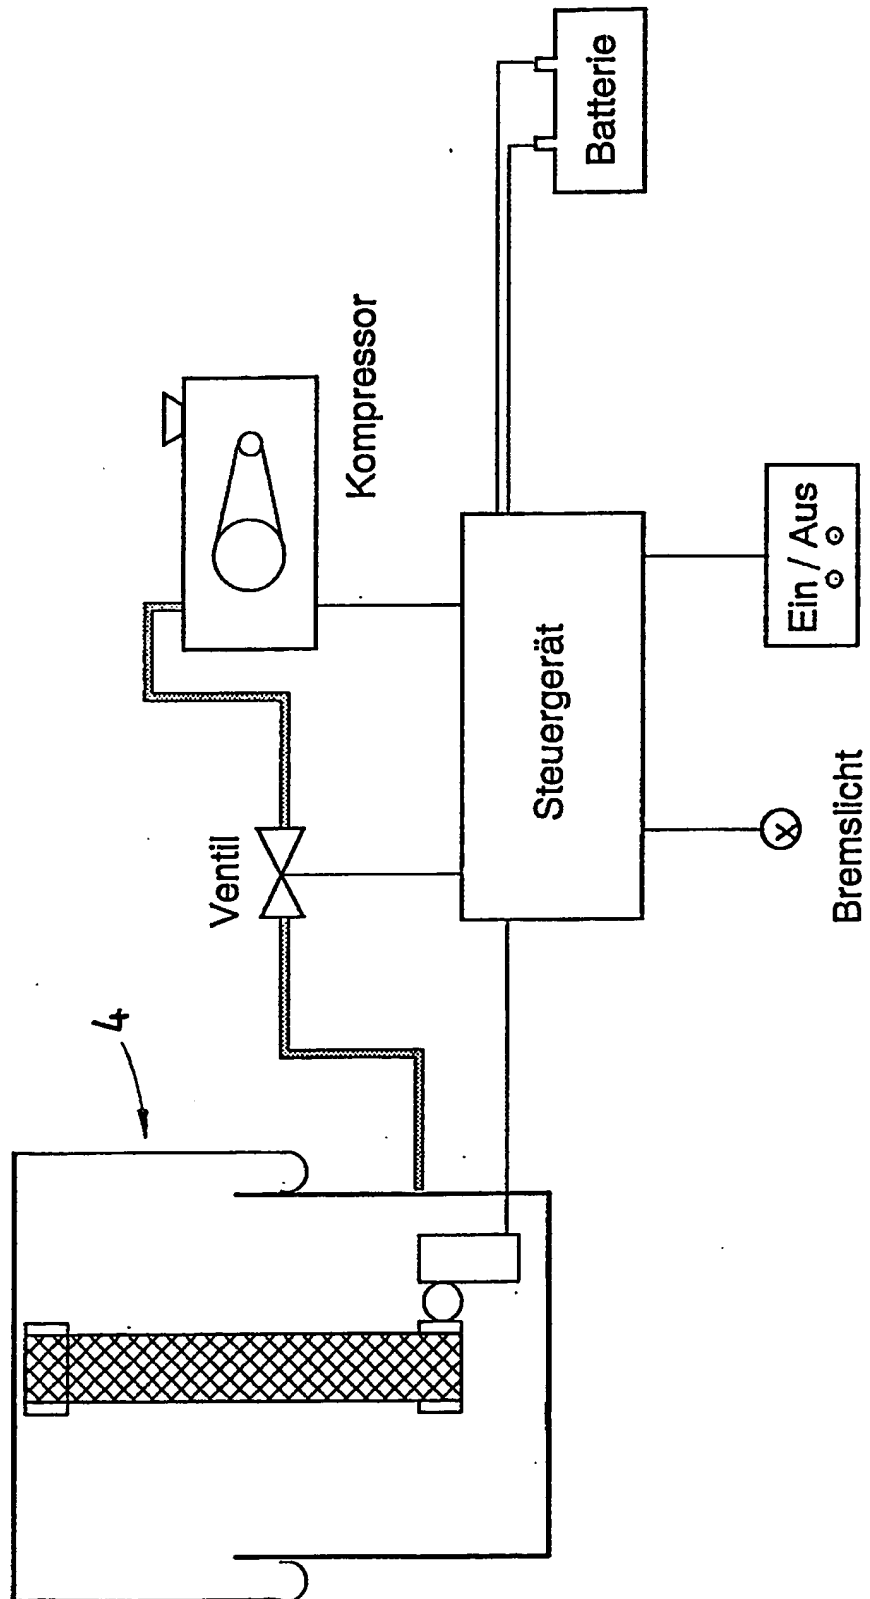 4
Ventil
Kompressor
Steuergerät
Batterie
Bremslicht
Ein / Aus
X